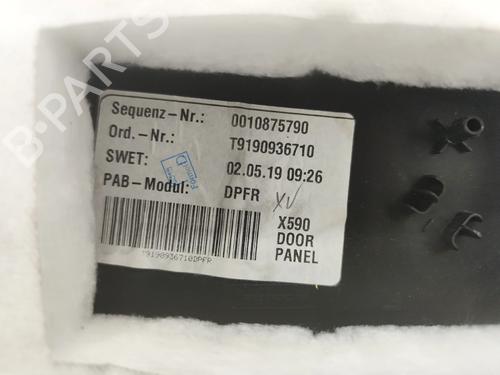 B-PARTS
Sequenz-Nr.: 0010875790
Ord.-Nr.: T9190936710
SWET: 02.05.19 09:26
PAB-Modul: DPFR
XV
X590
DOOR
PANEL
T9190936710DPFR